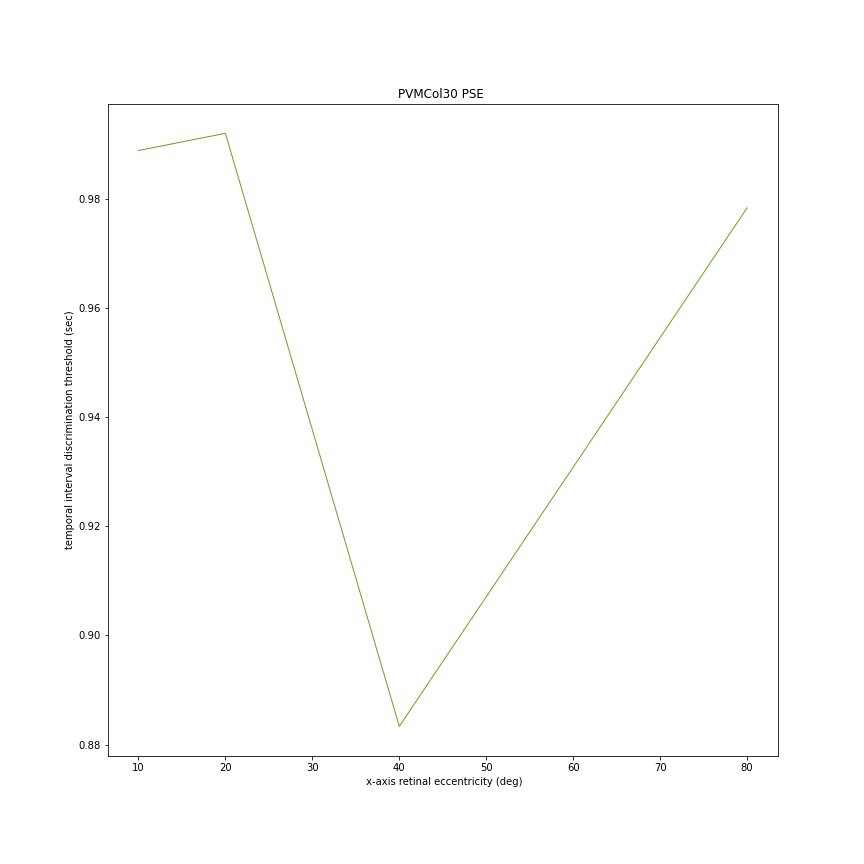 PVMCol30 PSE
0.98
0.96
0.94
0.92
0.90
0.88
temporal interval discrimination threshold (sec)
10 20 30 40 50 60 70 80
x-axis retinal eccentricity (deg)